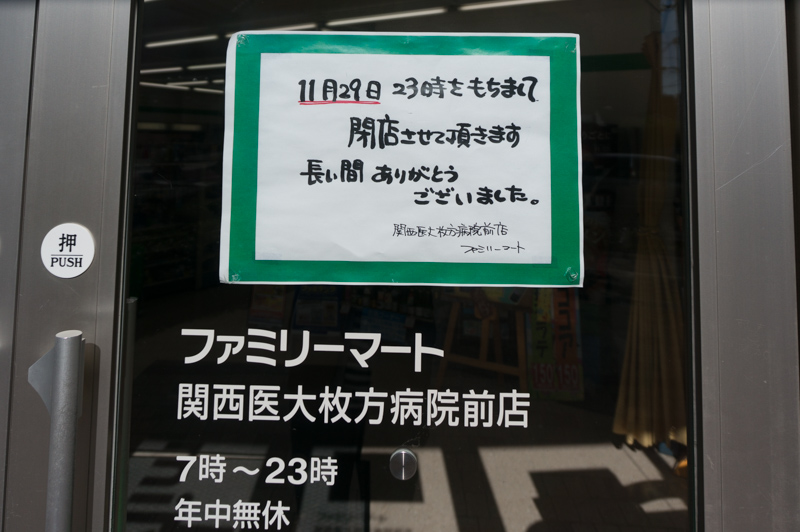 11月29日 23時をもちまして
閉店させて頂きます
長い間 ありがとう
ございました。
関西医大枚方病院前店
ファミリーマート
押
PUSH
ファミリーマート
関西医大枚方病院前店
7時～23時
年中無休